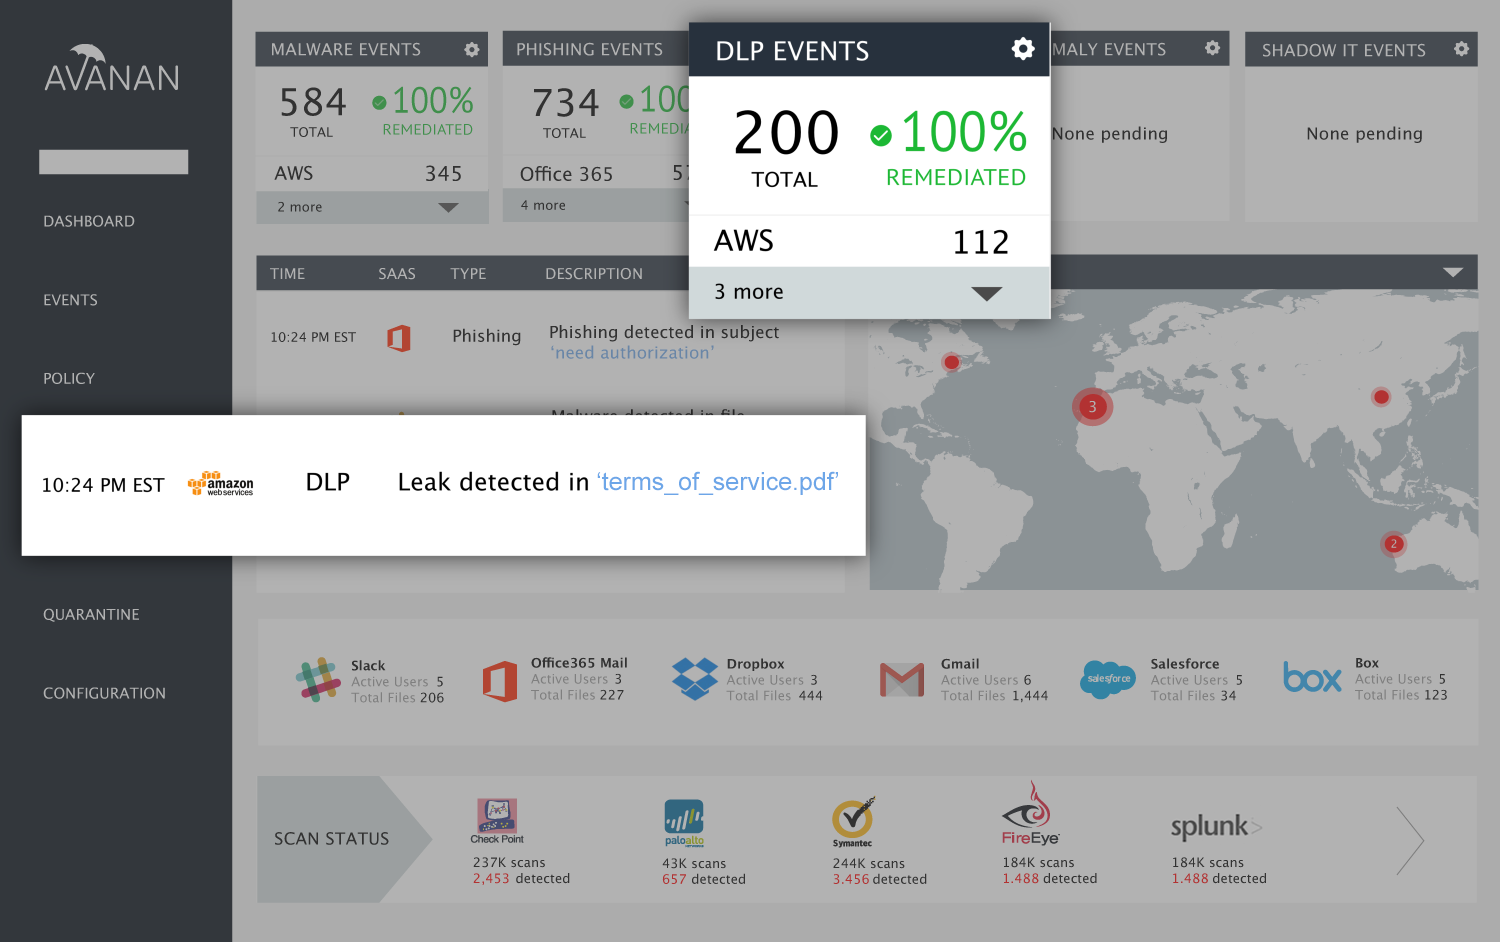 AVANAN
DASHBOARD
EVENTS
POLICY
QUARANTINE
CONFIGURATION
MALWARE EVENTS
584
TOTAL
100%
REMEDIATED
AWS 345
2 more
PHISHING EVENTS
734
TOTAL
100
REMEDIA
Office 365 57
4 more
DLP EVENTS
200
TOTAL
100%
REMEDIATED
AWS 112
3 more
MALY EVENTS
None pending
SHADOW IT EVENTS
None pending
TIME SAAS TYPE DESCRIPTION
10:24 PM EST Phishing Phishing detected in subject
‘need authorization’
Malware detected in file
10:24 PM EST amazon web services DLP Leak detected in ‘terms_of_service.pdf’
3
2
Slack
Active Users 5
Total Files 206
Office365 Mail
Active Users 3
Total Files 227
Dropbox
Active Users 3
Total Files 444
Gmail
Active Users 6
Total Files 1,444
salesforce
Salesforce
Active Users 5
Total Files 34
box
Box
Active Users 5
Total Files 123
SCAN STATUS
Check Point
237K scans
2,453 detected
paloalto
43K scans
657 detected
Symantec
244K scans
3.456 detected
FireEye
184K scans
1.488 detected
splunk>
184K scans
1.488 detected